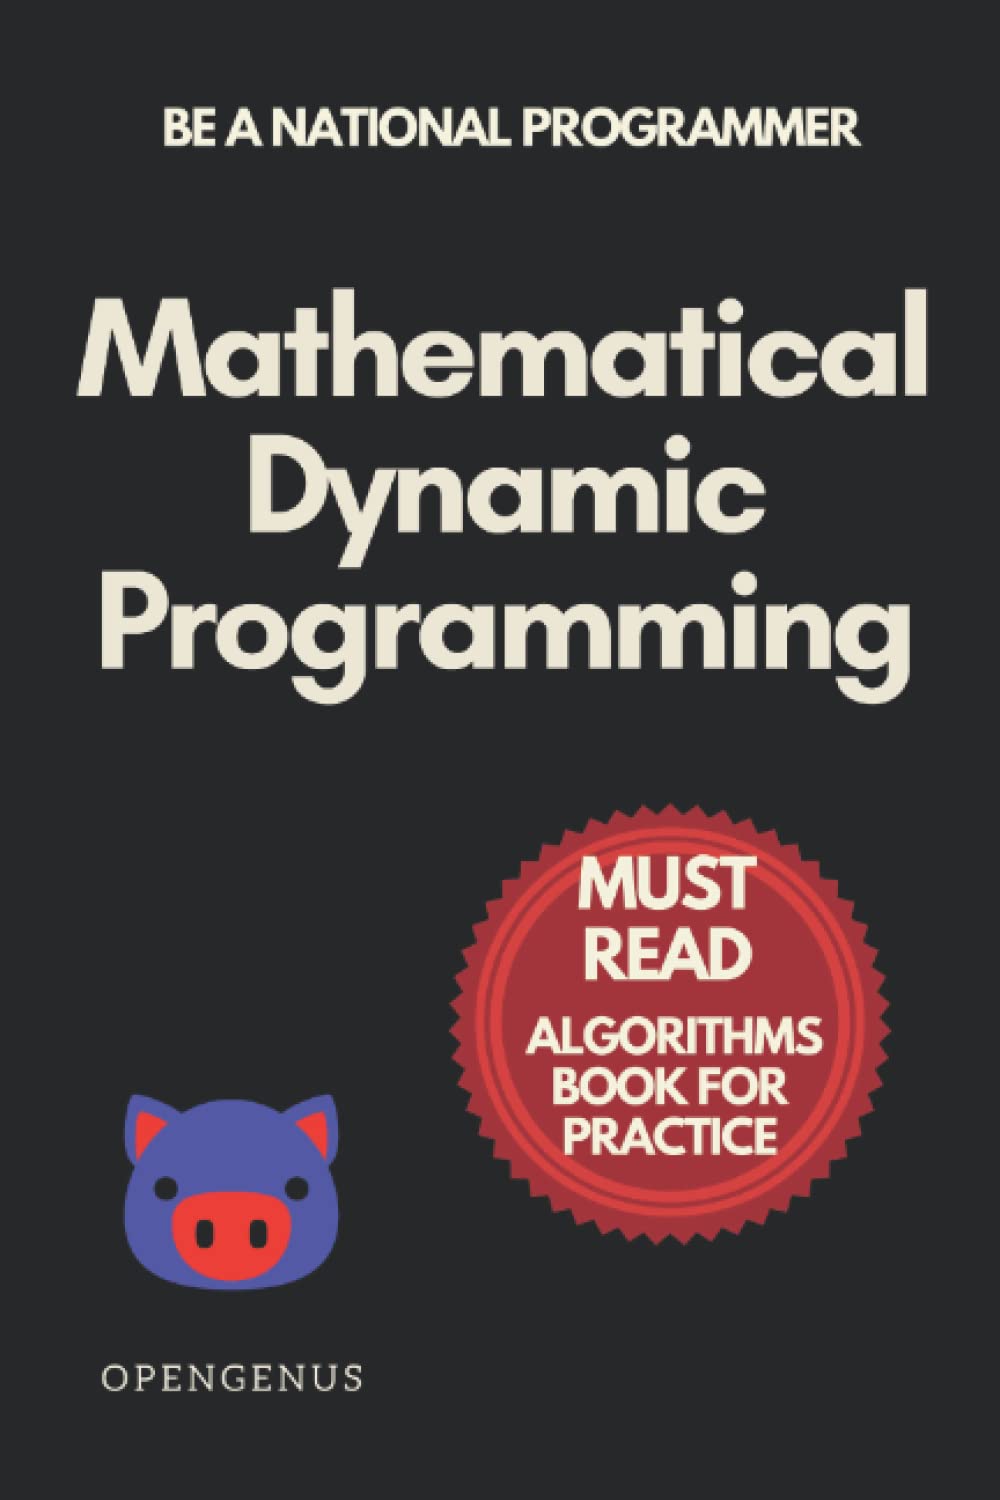 BE A NATIONAL PROGRAMMER
Mathematical
Dynamic
Programming
MUST
READ
ALGORITHMS
BOOK FOR
PRACTICE
OPENGENUS